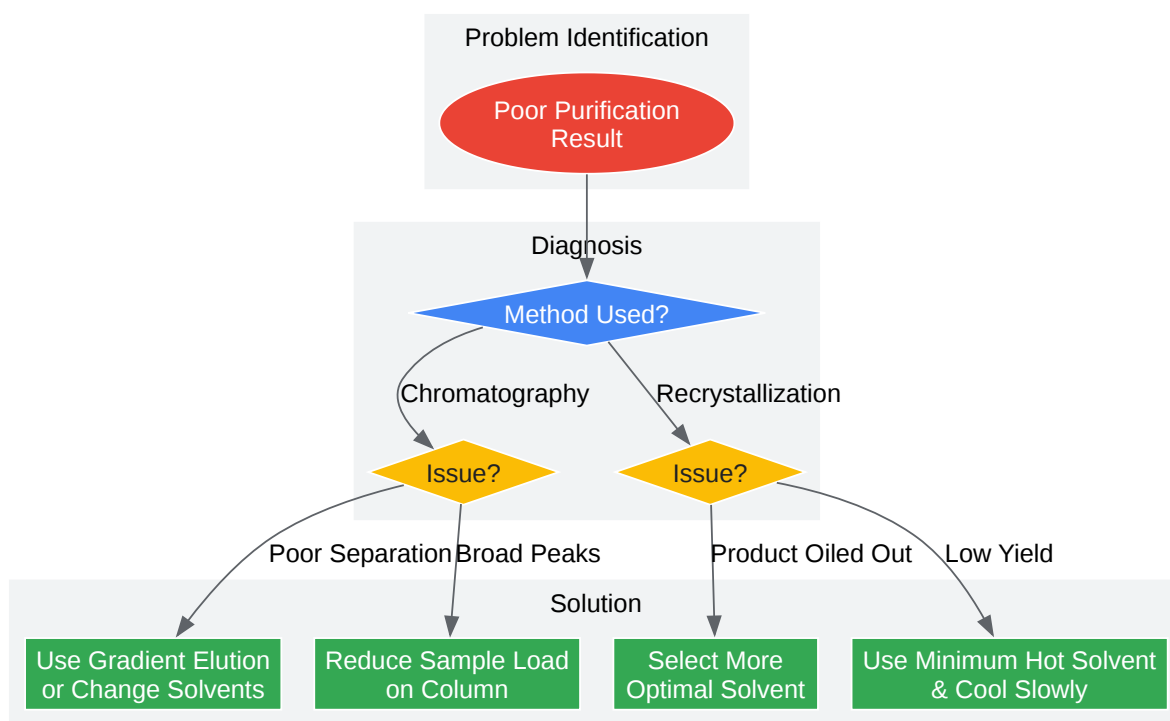 Problem Identification
Poor Purification
Result
Diagnosis
Method Used?
Chromatography
Recrystallization
Issue?
Issue?
Poor Separation
Broad Peaks
Product Oiled Out
Low Yield
Solution
Use Gradient Elution
or Change Solvents
Reduce Sample Load
on Column
Select More
Optimal Solvent
Use Minimum Hot Solvent
& Cool Slowly